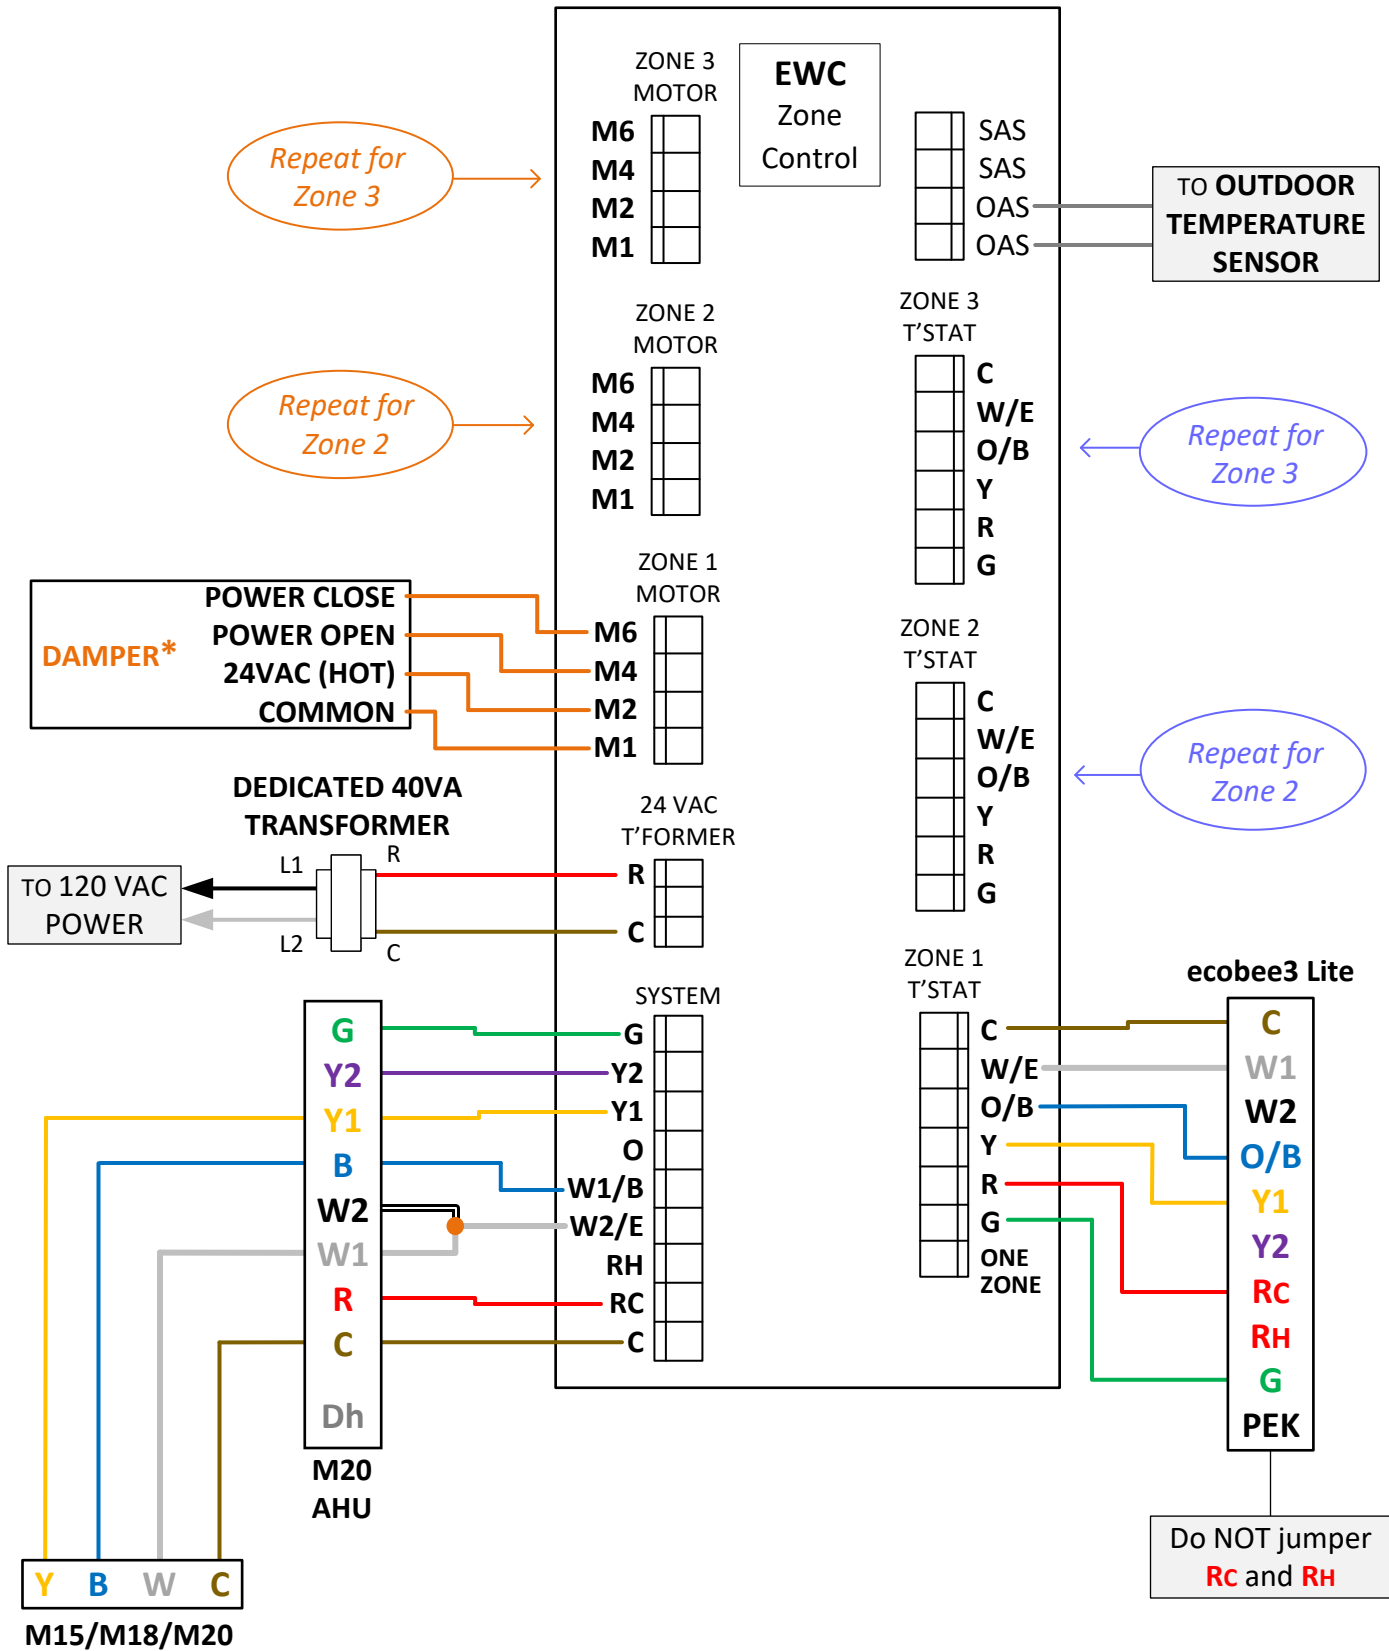 EWC
Zone
Control
ZONE 3
MOTOR
M6
M4
M2
M1
Repeat for
Zone 3
SAS
SAS
OAS
OAS
TO OUTDOOR
TEMPERATURE
SENSOR
ZONE 2
MOTOR
M6
M4
M2
M1
Repeat for
Zone 2
ZONE 3
T'STAT
C
W/E
O/B
Y
R
G
Repeat for
Zone 3
ZONE 1
MOTOR
M6
M4
M2
M1
DAMPER*
POWER CLOSE
POWER OPEN
24VAC (HOT)
COMMON
ZONE 2
T'STAT
C
W/E
O/B
Y
R
G
Repeat for
Zone 2
DEDICATED 40VA
TRANSFORMER
L1
R
L2
C
TO 120 VAC
POWER
24 VAC
T'FORMER
R
C
SYSTEM
G
Y2
Y1
O
W1/B
W2/E
RH
RC
C
G
Y2
Y1
B
W2
W1
R
C
Dh
M20
AHU
Y B W C
M15/M18/M20
ZONE 1
T'STAT
C
W/E
O/B
Y
R
G
ONE
ZONE
ecobee3 Lite
C
W1
W2
O/B
Y1
Y2
RC
RH
G
PEK
Do NOT jumper
RC and RH